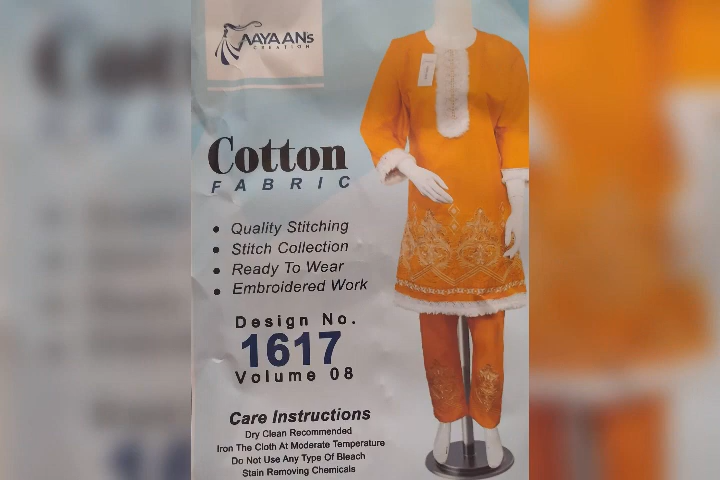 MAYAANs
CREATION
Cotton
FABRIC
• Quality Stitching
• Stitch Collection
• Ready To Wear
• Embroidered Work
Design No.
1617
Volume 08
Care Instructions
Dry Clean Recommended
Iron The Cloth At Moderate Temperature
Do Not Use Any Type Of Bleach
Stain Removing Chemicals